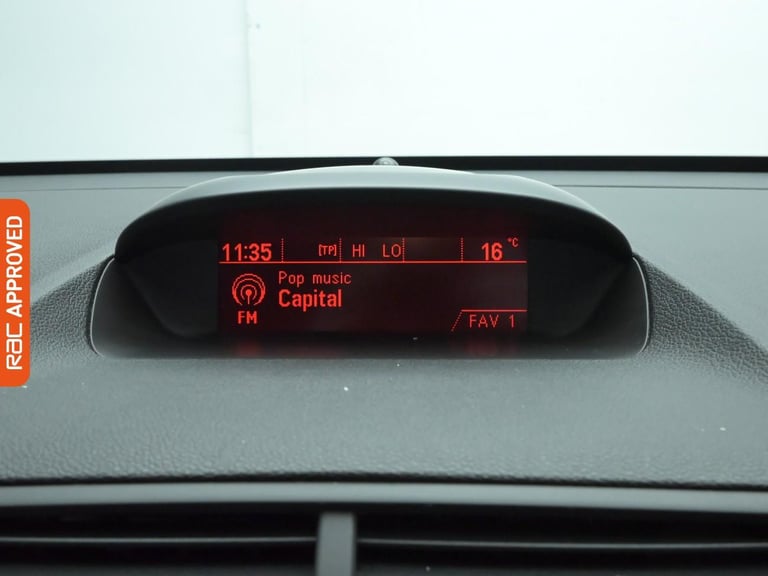 RAC APPROVED
11:35 [TP] HI LO 16 °C
Pop music
Capital
FM
FAV 1